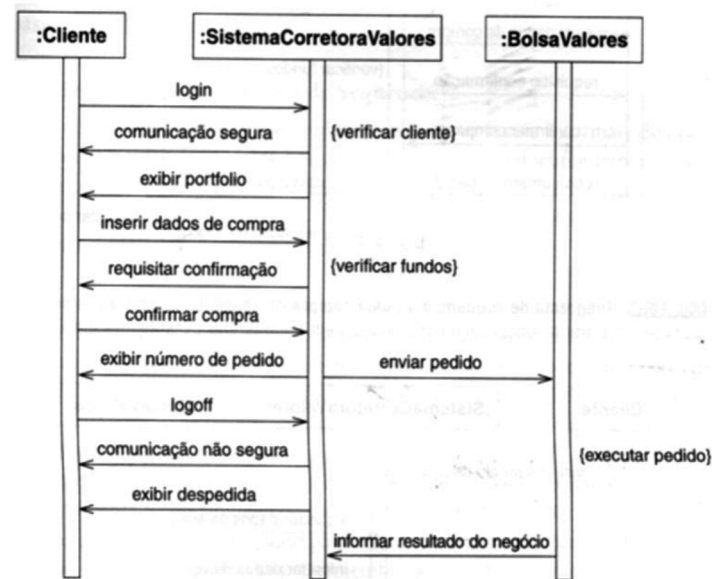 :Cliente :SistemaCorretoraValores :BolsaValores
login
comunicação segura {verificar cliente}
exibir portfolio
inserir dados de compra
requisitar confirmação {verificar fundos}
confirmar compra
exibir número de pedido enviar pedido
logoff
comunicação não segura {executar pedido}
exibir despedida
informar resultado do negócio